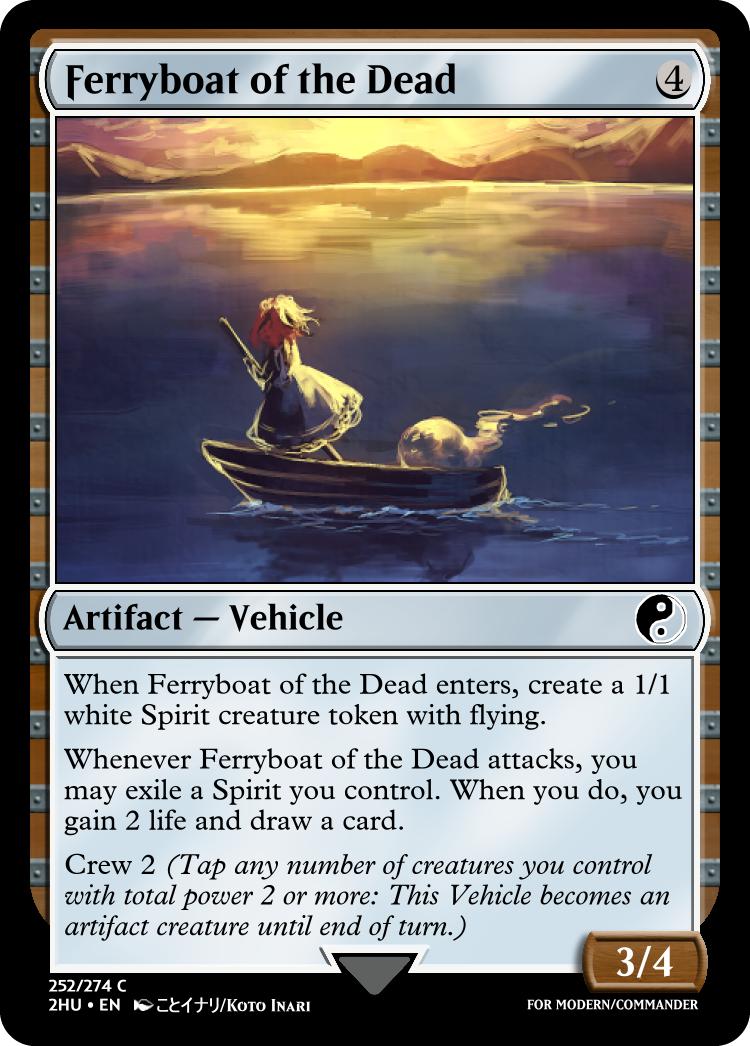 Ferryboat of the Dead 4
Artifact — Vehicle
When Ferryboat of the Dead enters, create a 1/1
white Spirit creature token with flying.
Whenever Ferryboat of the Dead attacks, you
may exile a Spirit you control. When you do, you
gain 2 life and draw a card.
Crew 2 (Tap any number of creatures you control
with total power 2 or more: This Vehicle becomes an
artifact creature until end of turn.)
3/4
252/274 C
2HU • EN ことイナリ/Koto Inari
FOR MODERN/COMMANDER